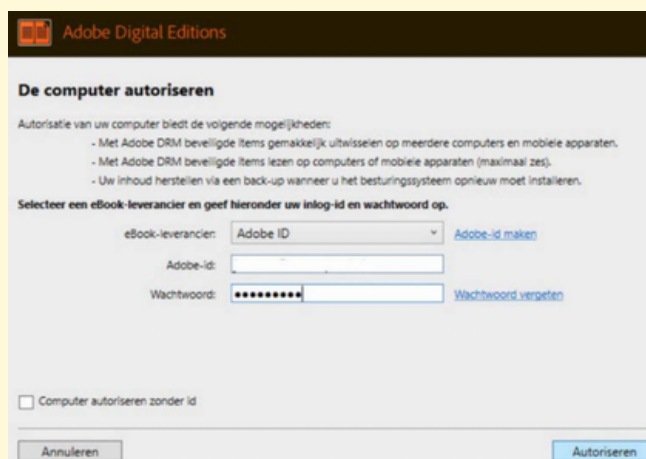 Adobe Digital Editions
De computer autoriseren
Autorisatie van uw computer biedt de volgende mogelijkheden:
- Met Adobe DRM beveiligde items gemakkelijk uitwisselen op meerdere computers en mobiele apparaten.
- Met Adobe DRM beveiligde items lezen op computers of mobiele apparaten (maximaal zes).
- Uw inhoud herstellen via een back-up wanneer u het besturingssysteem opnieuw moet installeren.
Selecteer een eBook-leverancier en geef hieronder uw inlog-id en wachtwoord op.
eBook-leverancier: Adobe ID Adobe-id maken
Adobe-id:
Wachtwoord: ●●●●●●●●● Wachtwoord vergeten
Computer autoriseren zonder id
Annuleren Autoriseren